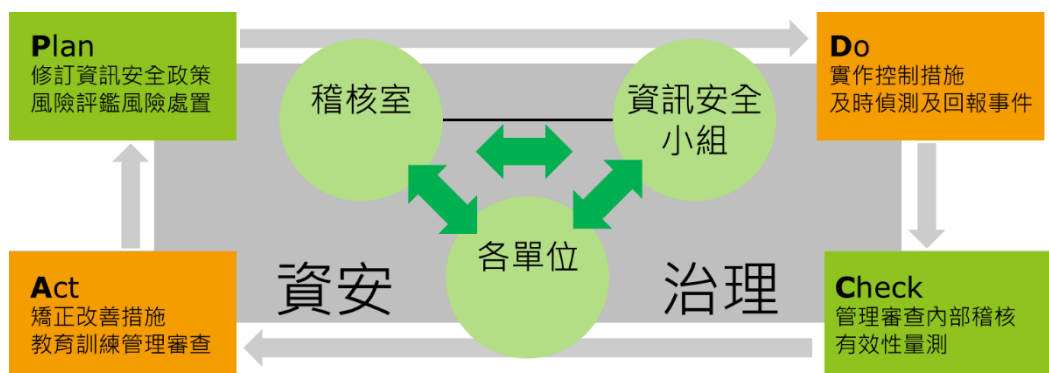 Plan
修訂資訊安全政策
風險評鑑風險處置
稽核室
資訊安全
小組
Do
實作控制措施
及時偵測及回報事件
各單位
資安
治理
Act
矯正改善措施
教育訓練管理審查
Check
管理審查內部稽核
有效性量測